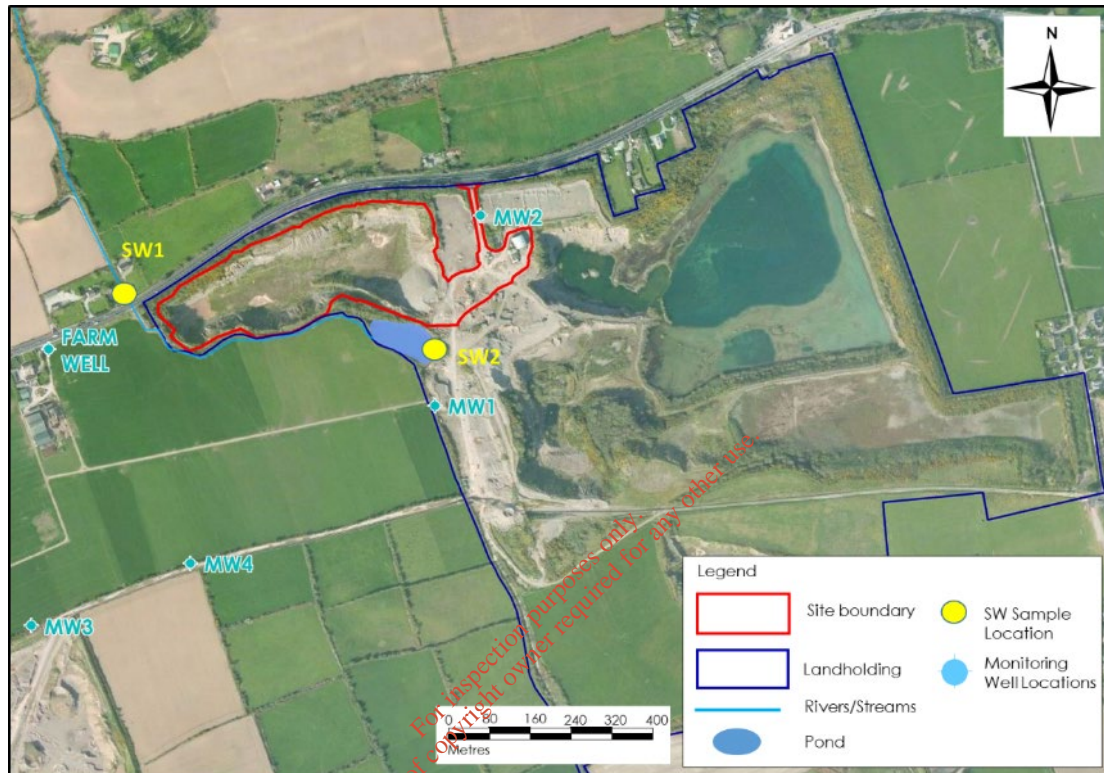 N
MW2
SW1
FARM
WELL
SW2
MW1
MW4
MW3
For inspection purposes only.
of copyright owner required for any other use.
0 80 160 240 320 400
Metres
Legend
Site boundary
SW Sample
Location
Landholding
Monitoring
Well Locations
Rivers/Streams
Pond